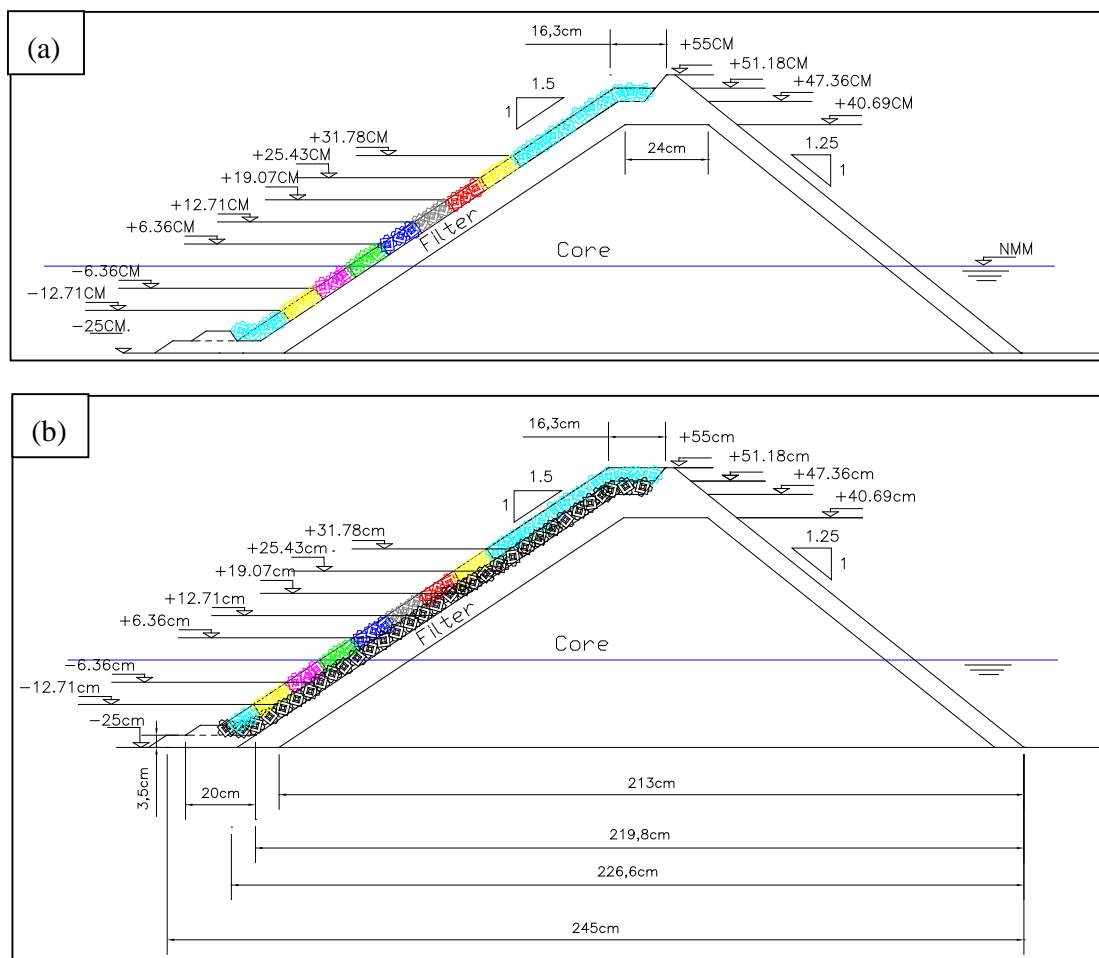 (a)
16,3cm
+55CM
+51.18CM
+47.36CM
+40.69CM
1.5
1
+31.78CM
+25.43CM
+19.07CM
+12.71CM
+6.36CM
24cm
1.25
1
Filter
Core
NMM
-6.36CM
-12.71CM
-25CM.
(b)
16,3cm
+55cm
+51.18cm
+47.36cm
+40.69cm
1.5
1
+31.78cm
+25.43cm
+19.07cm
+12.71cm
+6.36cm
1.25
1
Filter
Core
-6.36cm
-12.71cm
-25cm
3,5cm
20cm
213cm
219,8cm
226,6cm
245cm